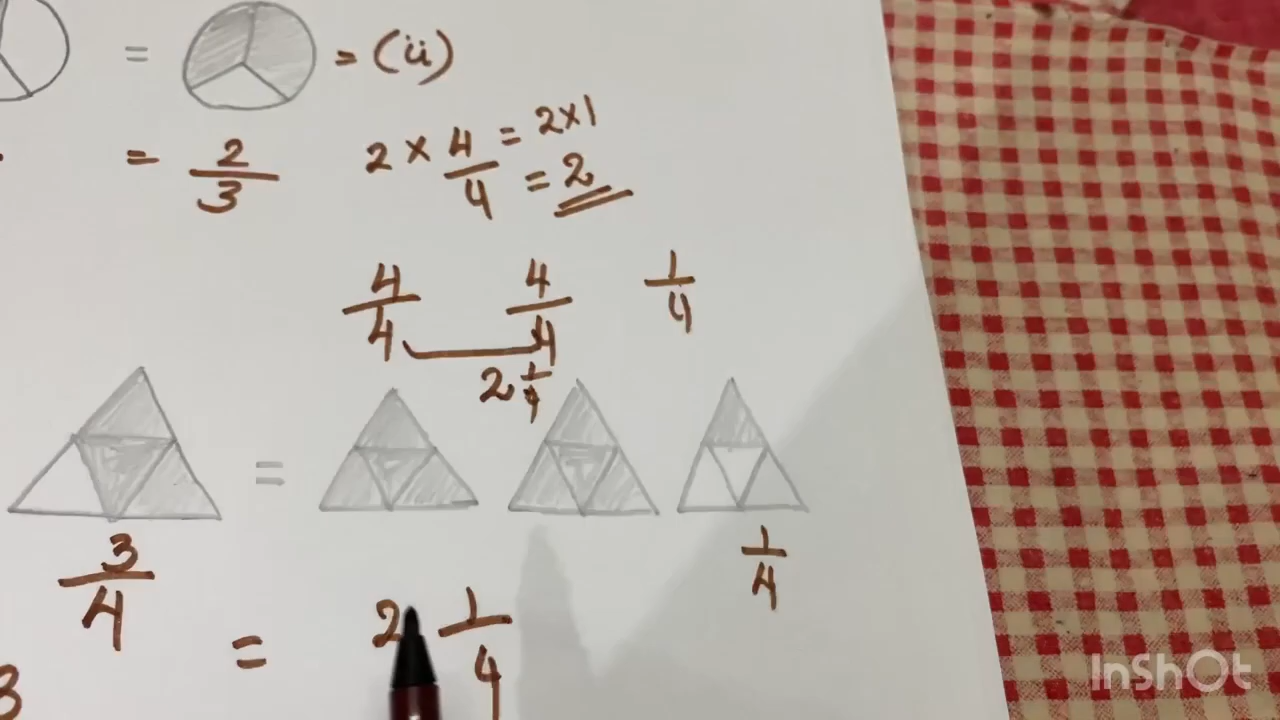 = = (ii)
= 2/3
2 × 4/4 = 2×1
= 2
4/4 4/4 1/4
2 1/4
=
3/4 1/4
= 2 1/4
3
InShOt